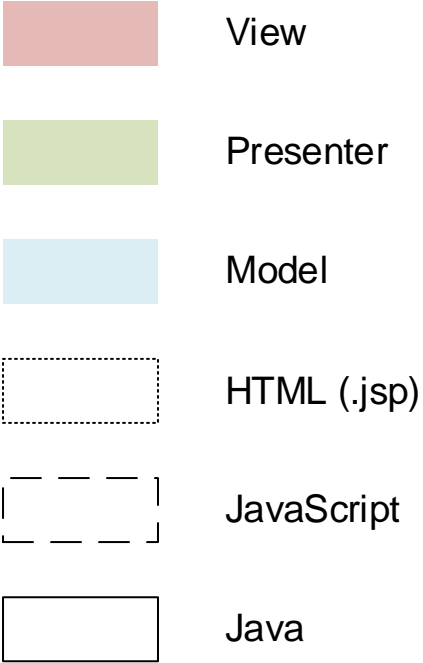 View
Presenter
Model
HTML (.jsp)
JavaScript
Java